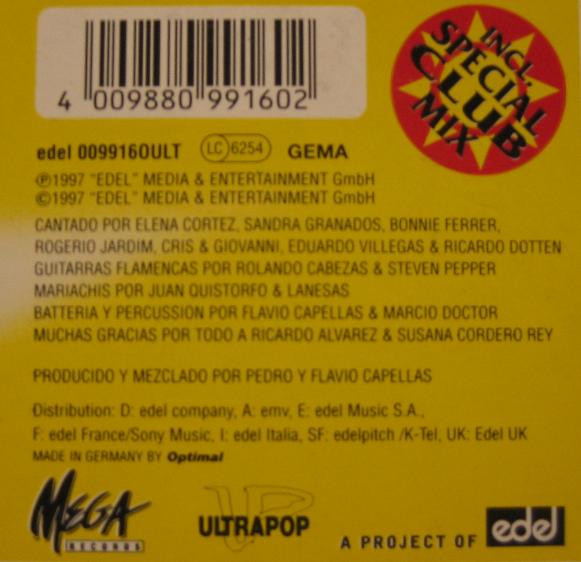 4 009880 991602
INCL.
SPECIAL
CLUB
MIX
edel 0099160ULT LC 6254 GEMA
℗1997 "EDEL" MEDIA & ENTERTAINMENT GmbH
©1997 "EDEL" MEDIA & ENTERTAINMENT GmbH
CANTADO POR ELENA CORTEZ, SANDRA GRANADOS, BONNIE FERRER,
ROGERIO JARDIM, CRIS & GIOVANNI, EDUARDO VILLEGAS & RICARDO DOTTEN
GUITARRAS FLAMENCAS POR ROLANDO CABEZAS & STEVEN PEPPER
MARIACHIS POR JUAN QUISTORFO & LANESAS
BATTERIA Y PERCUSSION POR FLAVIO CAPELLAS & MARCIO DOCTOR
MUCHAS GRACIAS POR TODO A RICARDO ALVAREZ & SUSANA CORDERO REY
PRODUCIDO Y MEZCLADO POR PEDRO Y FLAVIO CAPELLAS
Distribution: D: edel company, A: emv, E: edel Music S.A.,
F: edel France/Sony Music, I: edel Italia, SF: edelpitch /K-Tel, UK: Edel UK
MADE IN GERMANY BY Optimal
MEGA
RECORDS
UP
ULTRAPOP
A PROJECT OF edel